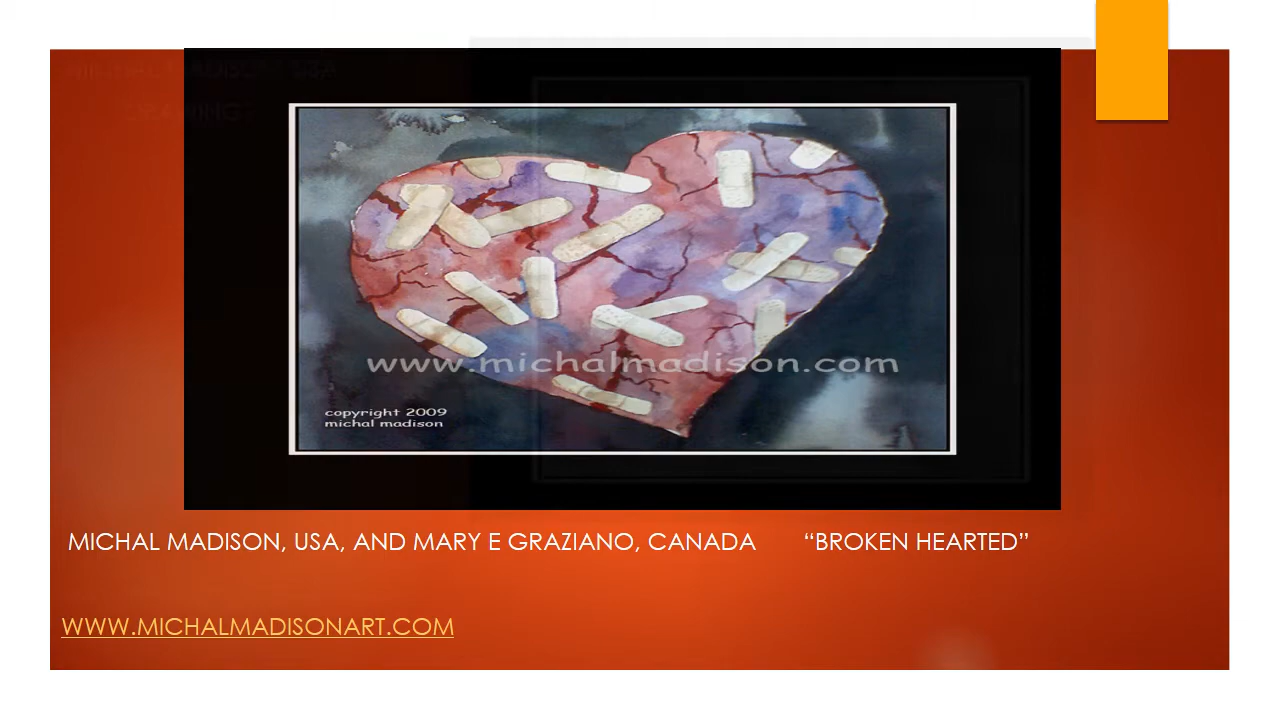 www.michalmadison.com
copyright 2009
michal madison
MICHAL MADISON, USA, AND MARY E GRAZIANO, CANADA “BROKEN HEARTED”
WWW.MICHALMADISONART.COM